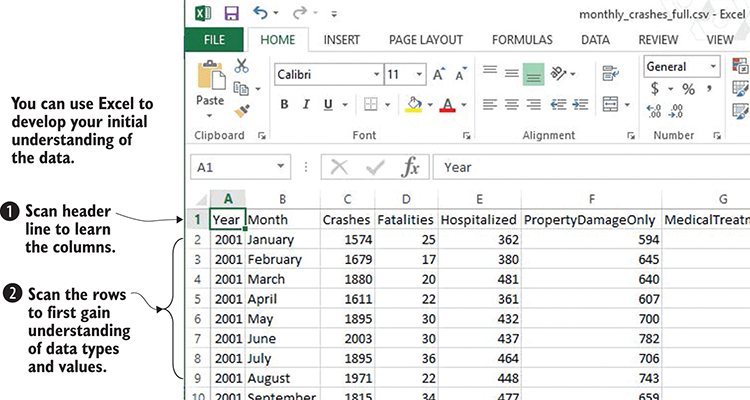 monthly_crashes_full.csv - Excel
FILE HOME INSERT PAGE LAYOUT FORMULAS DATA REVIEW VIEW
You can use Excel to
develop your initial
understanding of
the data.
Paste
Calibri 11
B I U
General
$ % ,
Clipboard Font Alignment Number
A1 fx Year
A B C D E F G
1 Scan header
line to learn
the columns.
2 Scan the rows
to first gain
understanding
of data types
and values.
1 Year Month Crashes Fatalities Hospitalized PropertyDamageOnly MedicalTreatm
2 2001 January 1574 25 362 594
3 2001 February 1679 17 380 645
4 2001 March 1880 20 481 640
5 2001 April 1611 22 361 607
6 2001 May 1895 30 432 700
7 2001 June 2003 30 437 782
8 2001 July 1895 36 464 706
9 2001 August 1971 22 448 743
10 2001 September 1815 34 477 659